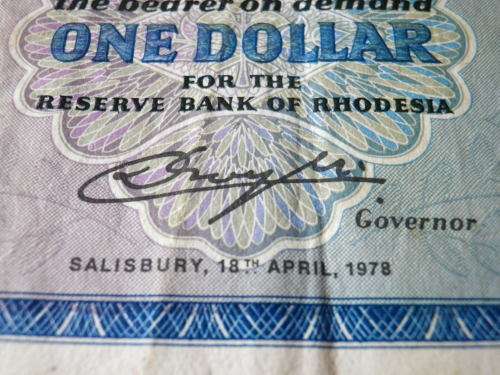 the bearer on demand
ONE DOLLAR
FOR THE
RESERVE BANK OF RHODESIA
Governor
SALISBURY, 18TH APRIL, 1978